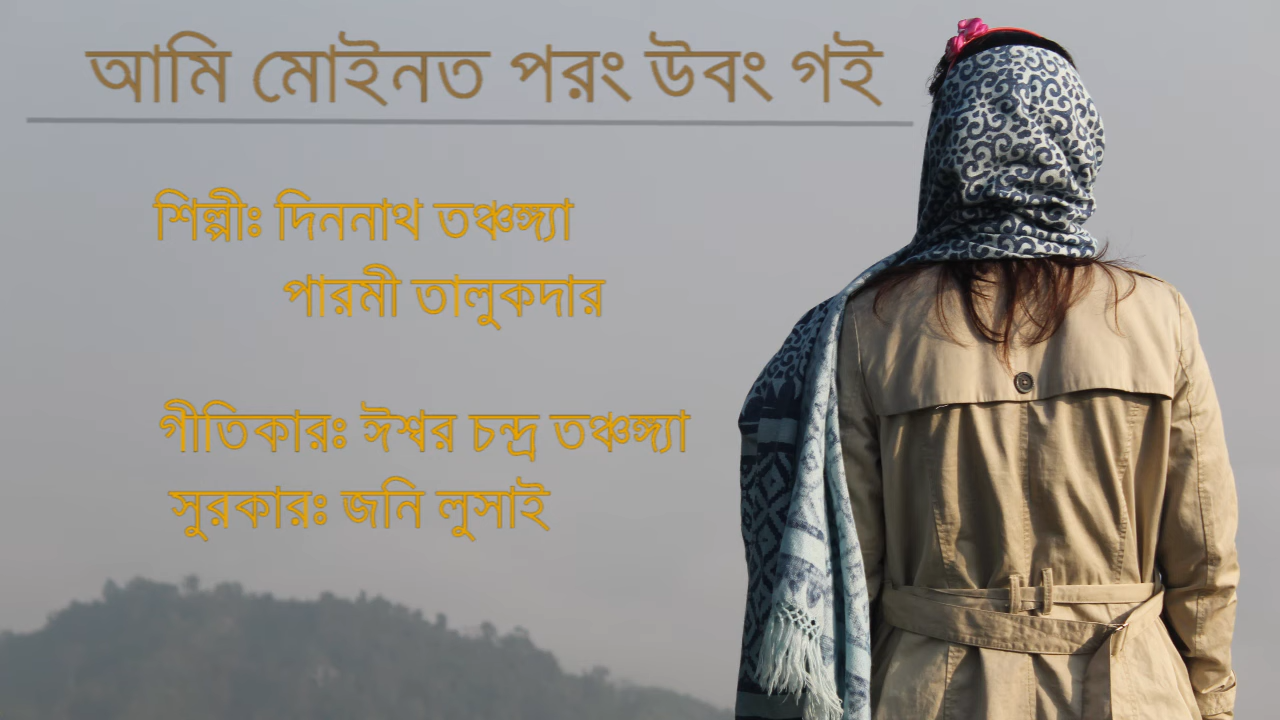 আমি মোইনত পরং উবং গই
শিল্পীঃ দিননাথ তঞ্চঙ্গ্যা
পারমী তালুকদার
গীতিকারঃ ঈশ্বর চন্দ্র তঞ্চঙ্গ্যা
সুরকারঃ জনি লুসাই